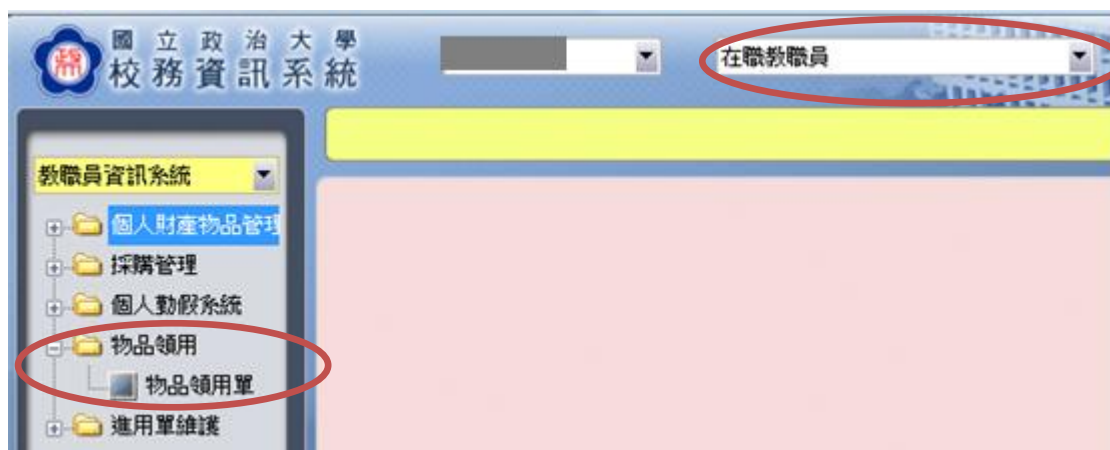 國立政治大學
校務資訊系統
在職教職員
教職員資訊系統
個人財產物品管理
採購管理
個人勤假系統
物品領用
物品領用單
進用單維護